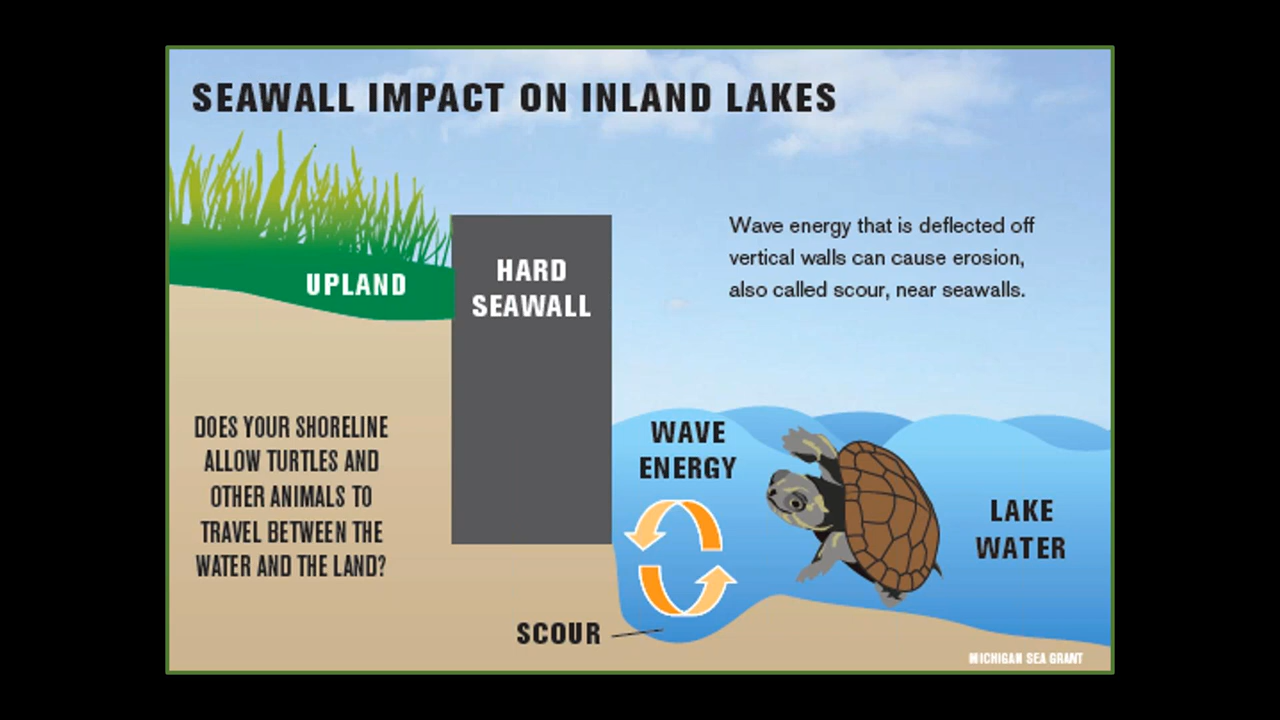 SEAWALL IMPACT ON INLAND LAKES
UPLAND
HARD
SEAWALL
Wave energy that is deflected off
vertical walls can cause erosion,
also called scour, near seawalls.
DOES YOUR SHORELINE
ALLOW TURTLES AND
OTHER ANIMALS TO
TRAVEL BETWEEN THE
WATER AND THE LAND?
WAVE
ENERGY
LAKE
WATER
SCOUR
MICHIGAN SEA GRANT